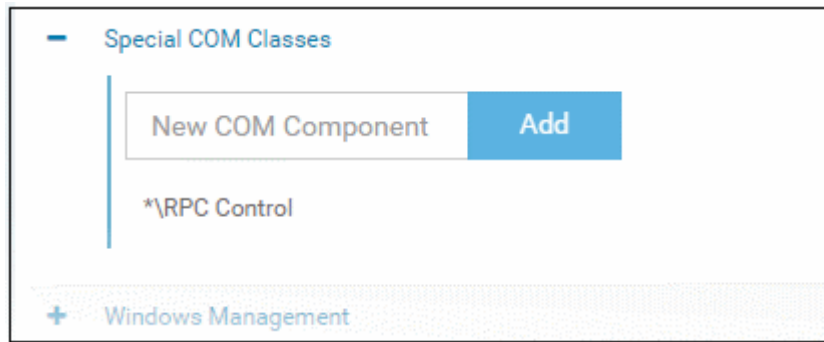 Special COM Classes
New COM Component Add
*\RPC Control
Windows Management